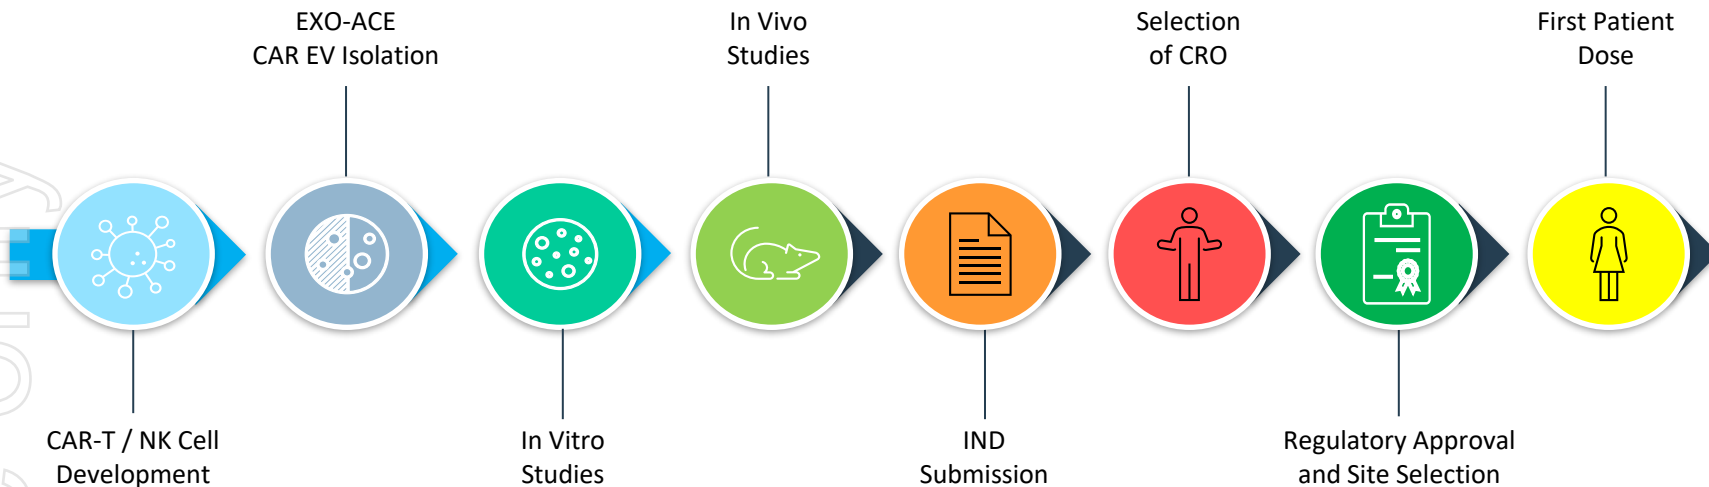 EXO-ACE
CAR EV Isolation
In Vivo
Studies
Selection
of CRO
First Patient
Dose
CAR-T / NK Cell
Development
In Vitro
Studies
IND
Submission
Regulatory Approval
and Site Selection